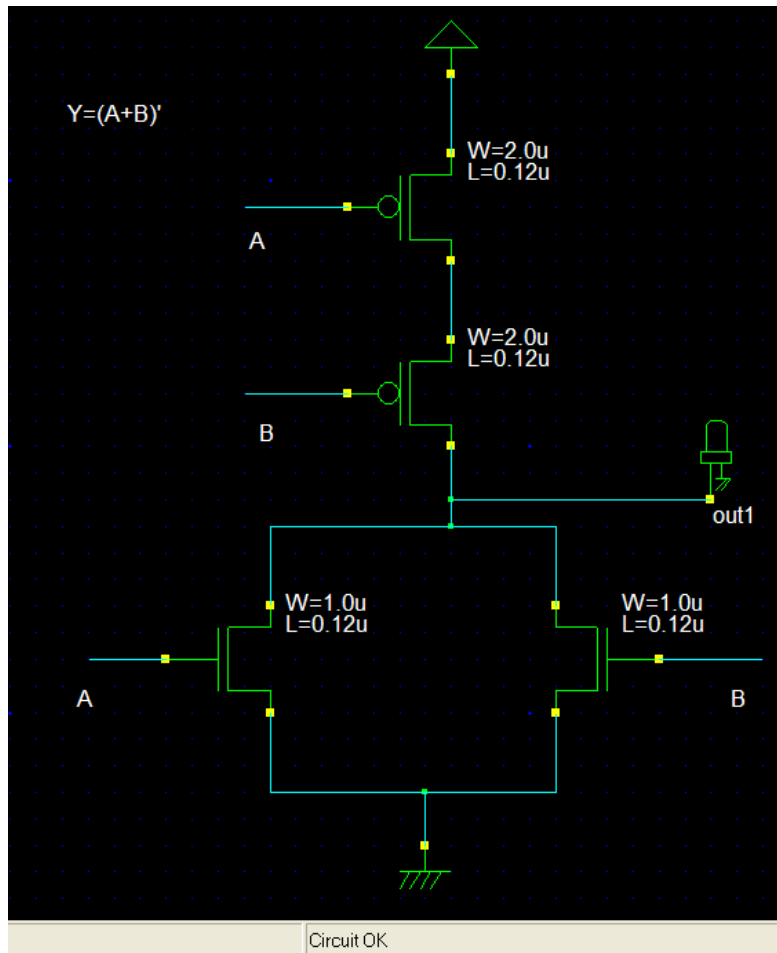 Y=(A+B)'
W=2.0u
L=0.12u
A
W=2.0u
L=0.12u
B
out1
W=1.0u
L=0.12u
W=1.0u
L=0.12u
A
B
Circuit OK